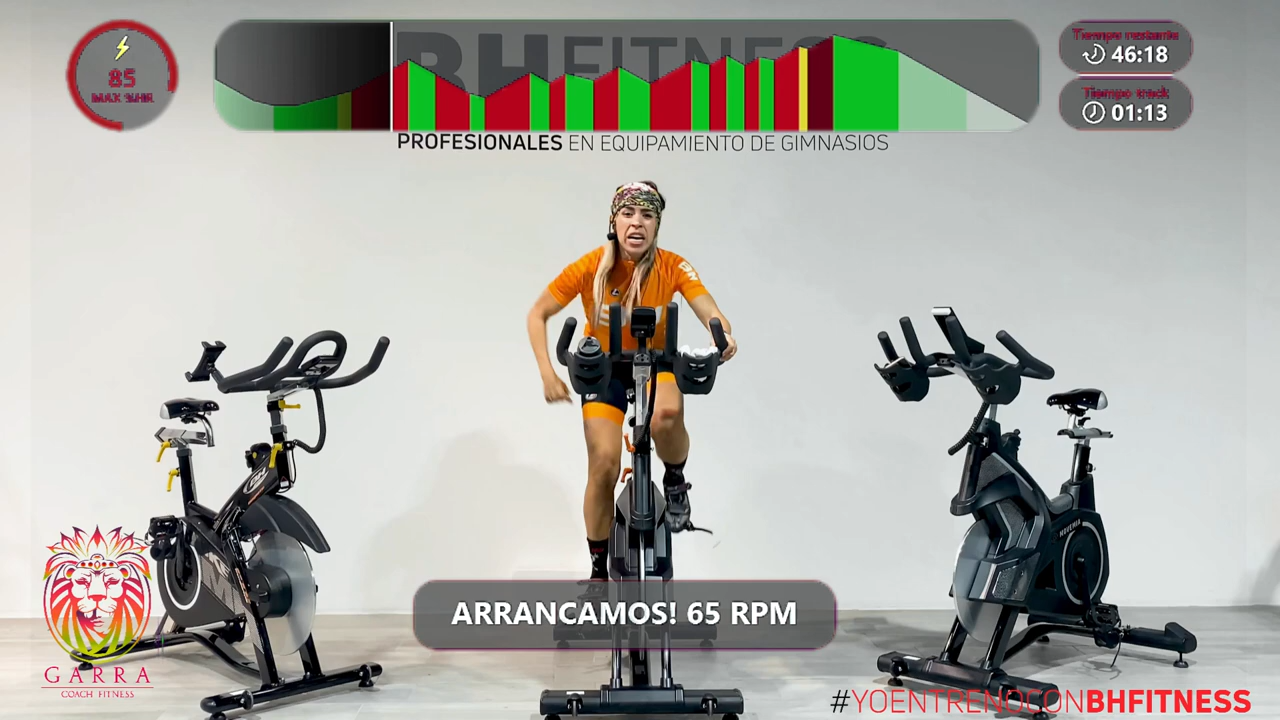 85
MAX %HR
BHFITNESS
Tiempo restante
46:18
Tiempo track
01:13
PROFESIONALES EN EQUIPAMIENTO DE GIMNASIOS
ARRANCAMOS! 65 RPM
GARRA
COACH FITNESS
#YOENTRENOCONBHFITNESS